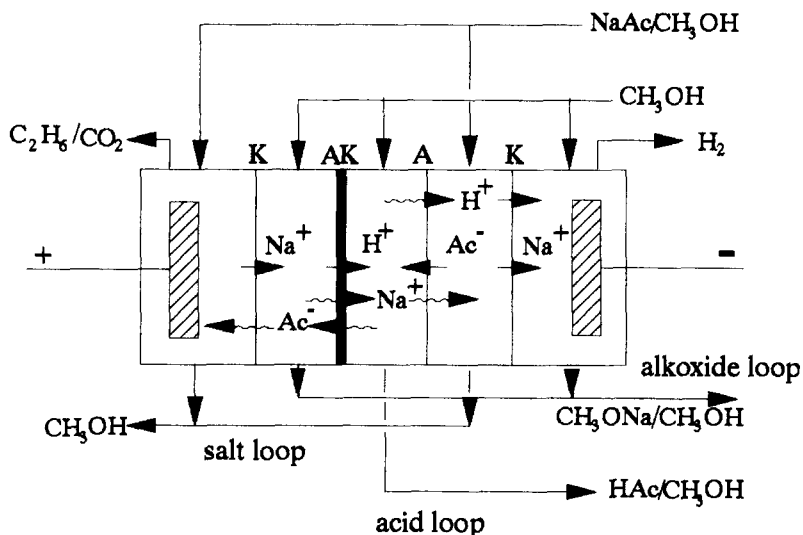 NaAc/CH₃OH
CH₃OH
C₂H₆/CO₂
H₂
K AK A K
H⁺
Na⁺ H⁺ Ac⁻ Na⁺
+ -
Na⁺
Ac⁻
alkoxide loop
CH₃OH CH₃ONa/CH₃OH
salt loop
HAc/CH₃OH
acid loop